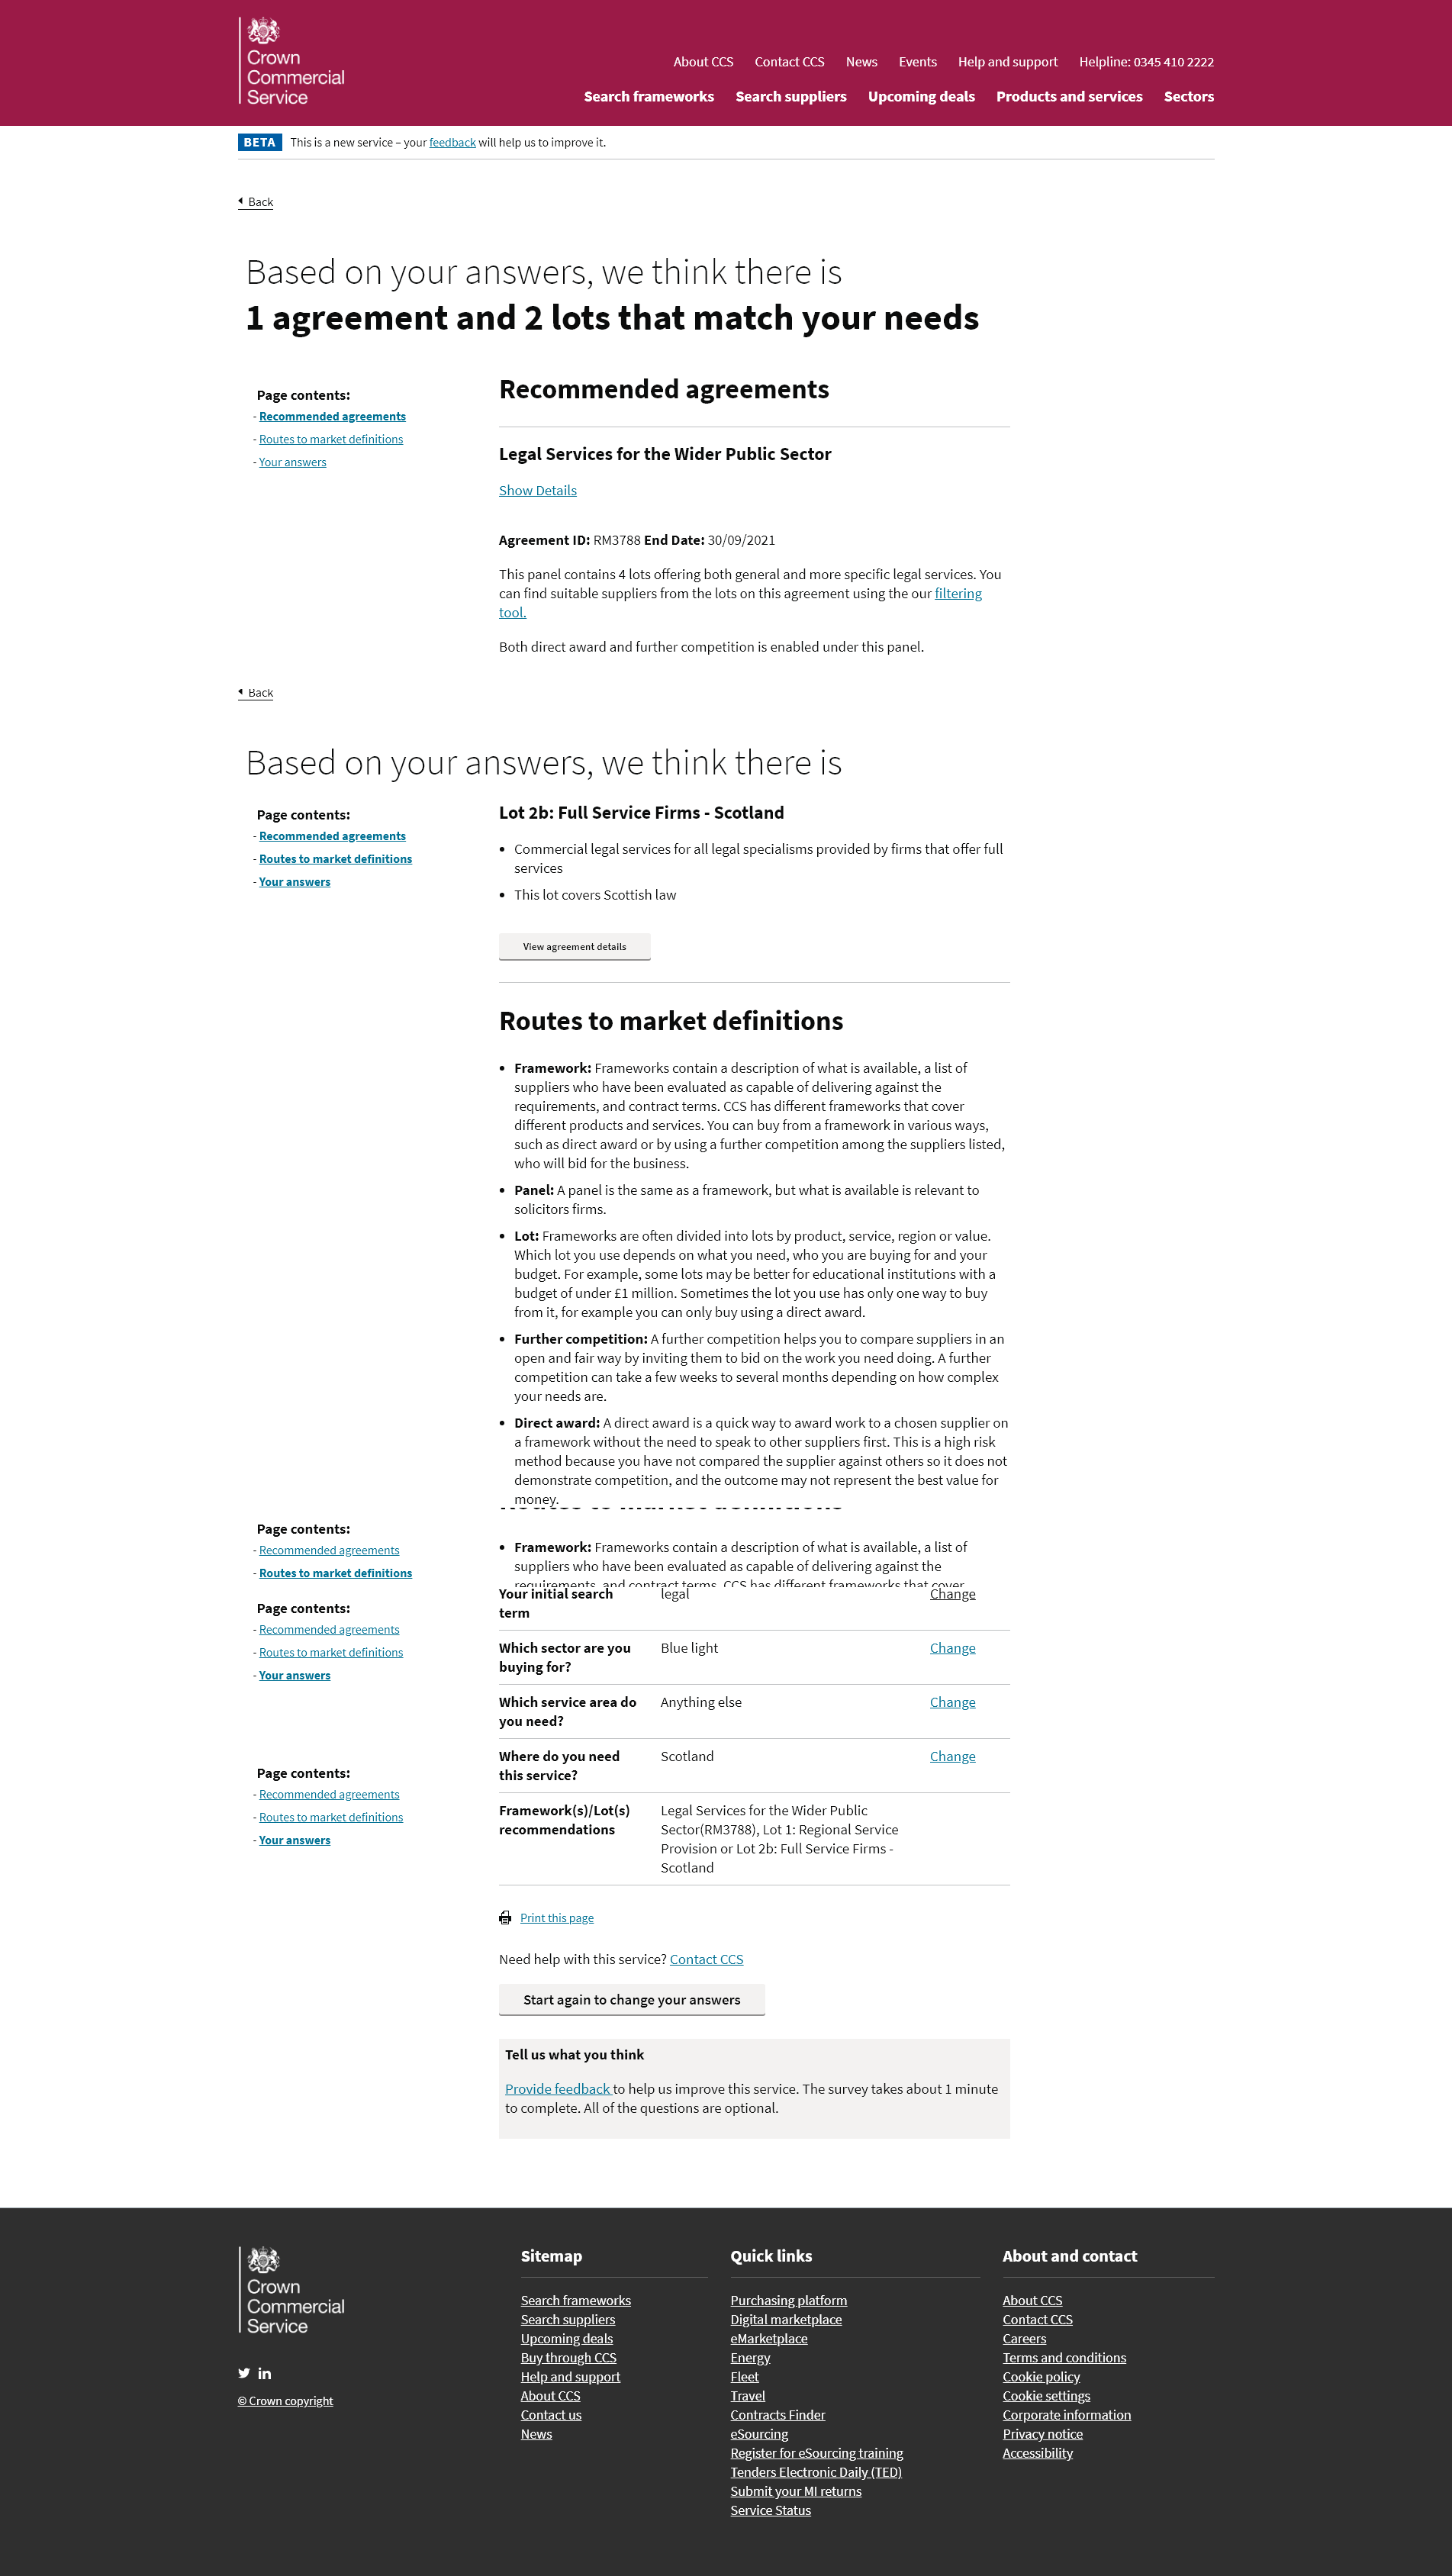 Crown
Commercial
Service
About CCS Contact CCS News Events Help and support Helpline: 0345 410 2222
Search frameworks Search suppliers Upcoming deals Products and services Sectors
BETA This is a new service – your feedback will help us to improve it.
Back
Based on your answers, we think there is
1 agreement and 2 lots that match your needs
Page contents:
- Recommended agreements
- Routes to market definitions
- Your answers
Recommended agreements
Legal Services for the Wider Public Sector
Show Details
Agreement ID: RM3788 End Date: 30/09/2021
This panel contains 4 lots offering both general and more specific legal services. You
can find suitable suppliers from the lots on this agreement using the our filtering
tool.
Both direct award and further competition is enabled under this panel.
Back
Based on your answers, we think there is
Page contents:
- Recommended agreements
- Routes to market definitions
- Your answers
Lot 2b: Full Service Firms - Scotland
• Commercial legal services for all legal specialisms provided by firms that offer full
services
• This lot covers Scottish law
View agreement details
Routes to market definitions
• Framework: Frameworks contain a description of what is available, a list of
suppliers who have been evaluated as capable of delivering against the
requirements, and contract terms. CCS has different frameworks that cover
different products and services. You can buy from a framework in various ways,
such as direct award or by using a further competition among the suppliers listed,
who will bid for the business.
• Panel: A panel is the same as a framework, but what is available is relevant to
solicitors firms.
• Lot: Frameworks are often divided into lots by product, service, region or value.
Which lot you use depends on what you need, who you are buying for and your
budget. For example, some lots may be better for educational institutions with a
budget of under £1 million. Sometimes the lot you use has only one way to buy
from it, for example you can only buy using a direct award.
• Further competition: A further competition helps you to compare suppliers in an
open and fair way by inviting them to bid on the work you need doing. A further
competition can take a few weeks to several months depending on how complex
your needs are.
• Direct award: A direct award is a quick way to award work to a chosen supplier on
a framework without the need to speak to other suppliers first. This is a high risk
method because you have not compared the supplier against others so it does not
demonstrate competition, and the outcome may not represent the best value for
money.
Page contents:
- Recommended agreements
- Routes to market definitions
• Framework: Frameworks contain a description of what is available, a list of
suppliers who have been evaluated as capable of delivering against the
requirements, and contract terms. CCS has different frameworks that cover
Page contents:
- Recommended agreements
- Routes to market definitions
- Your answers
Your initial search legal Change
term
Which sector are you Blue light Change
buying for?
Which service area do Anything else Change
you need?
Where do you need Scotland Change
this service?
Page contents:
- Recommended agreements
- Routes to market definitions
- Your answers
Framework(s)/Lot(s) Legal Services for the Wider Public
recommendations Sector(RM3788), Lot 1: Regional Service
Provision or Lot 2b: Full Service Firms -
Scotland
Print this page
Need help with this service? Contact CCS
Start again to change your answers
Tell us what you think
Provide feedback to help us improve this service. The survey takes about 1 minute
to complete. All of the questions are optional.
Crown
Commercial
Service
© Crown copyright
Sitemap
Search frameworks
Search suppliers
Upcoming deals
Buy through CCS
Help and support
About CCS
Contact us
News
Quick links
Purchasing platform
Digital marketplace
eMarketplace
Energy
Fleet
Travel
Contracts Finder
eSourcing
Register for eSourcing training
Tenders Electronic Daily (TED)
Submit your MI returns
Service Status
About and contact
About CCS
Contact CCS
Careers
Terms and conditions
Cookie policy
Cookie settings
Corporate information
Privacy notice
Accessibility